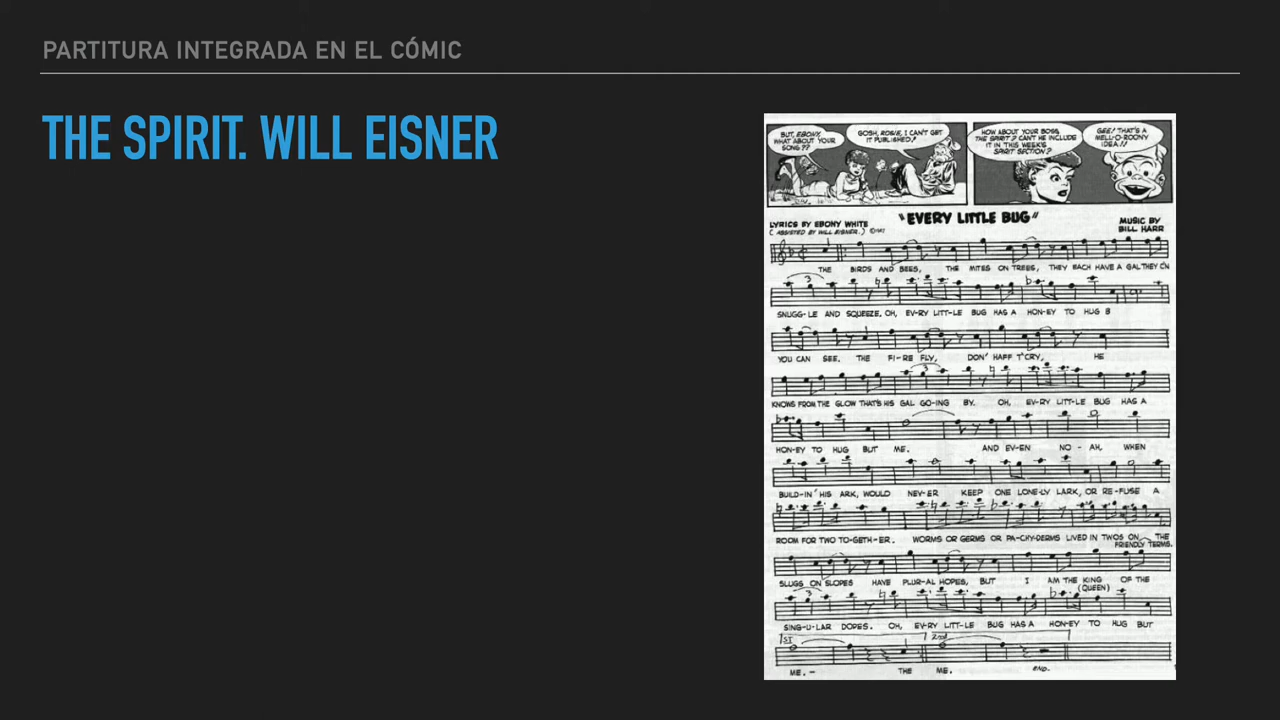 PARTITURA INTEGRADA EN EL CÓMIC
THE SPIRIT. WILL EISNER
BUT, EBONY,
WHAT ABOUT YOUR
SONG??
GOSH, ROSIE, I CAN'T GET
IT PUBLISHED!
HOW ABOUT YOUR BOSS,
THE SPIRIT? CAN'T HE INCLUDE
IT IN THIS WEEK'S
SPIRIT SECTION?
GEE! THAT'S A
MELL-O-ROONY
IDEA!!
"EVERY LITTLE BUG"
LYRICS BY EBONY WHITE
(ASSISTED BY WILL EISNER.) ©1947
MUSIC BY
BILL HARR
THE BIRDS AND BEES, THE MITES ON TREES, THEY EACH HAVE A GAL THEY C'N
3
SNUGG-LE AND SQUEEZE. OH, EV-RY LITT-LE BUG HAS A HON-EY TO HUG B
YOU CAN SEE, THE FI-RE FLY, DON' HAFF T'CRY, HE
3
KNOWS FROM THE GLOW THAT'S HIS GAL GO-ING BY. OH, EV-RY LITT-LE BUG HAS A
HON-EY TO HUG BUT ME. AND EV-EN NO - AH, WHEN
BUILD-IN' HIS ARK, WOULD NEV-ER KEEP ONE LONE-LY LARK, OR RE-FUSE A
ROOM FOR TWO TO-GETH-ER. WORMS OR GERMS OR PA-CHY-DERMS LIVED IN TWOS ON THE
FRIENDLY TERMS.
SLUGS ON SLOPES HAVE PLUR-AL HOPES, BUT I AM THE KING OF THE
(QUEEN)
3
SING-U-LAR DOPES. OH, EV-RY LITT-LE BUG HAS A HON-EY TO HUG BUT
1ST 2nd
ME. - THE ME. END.